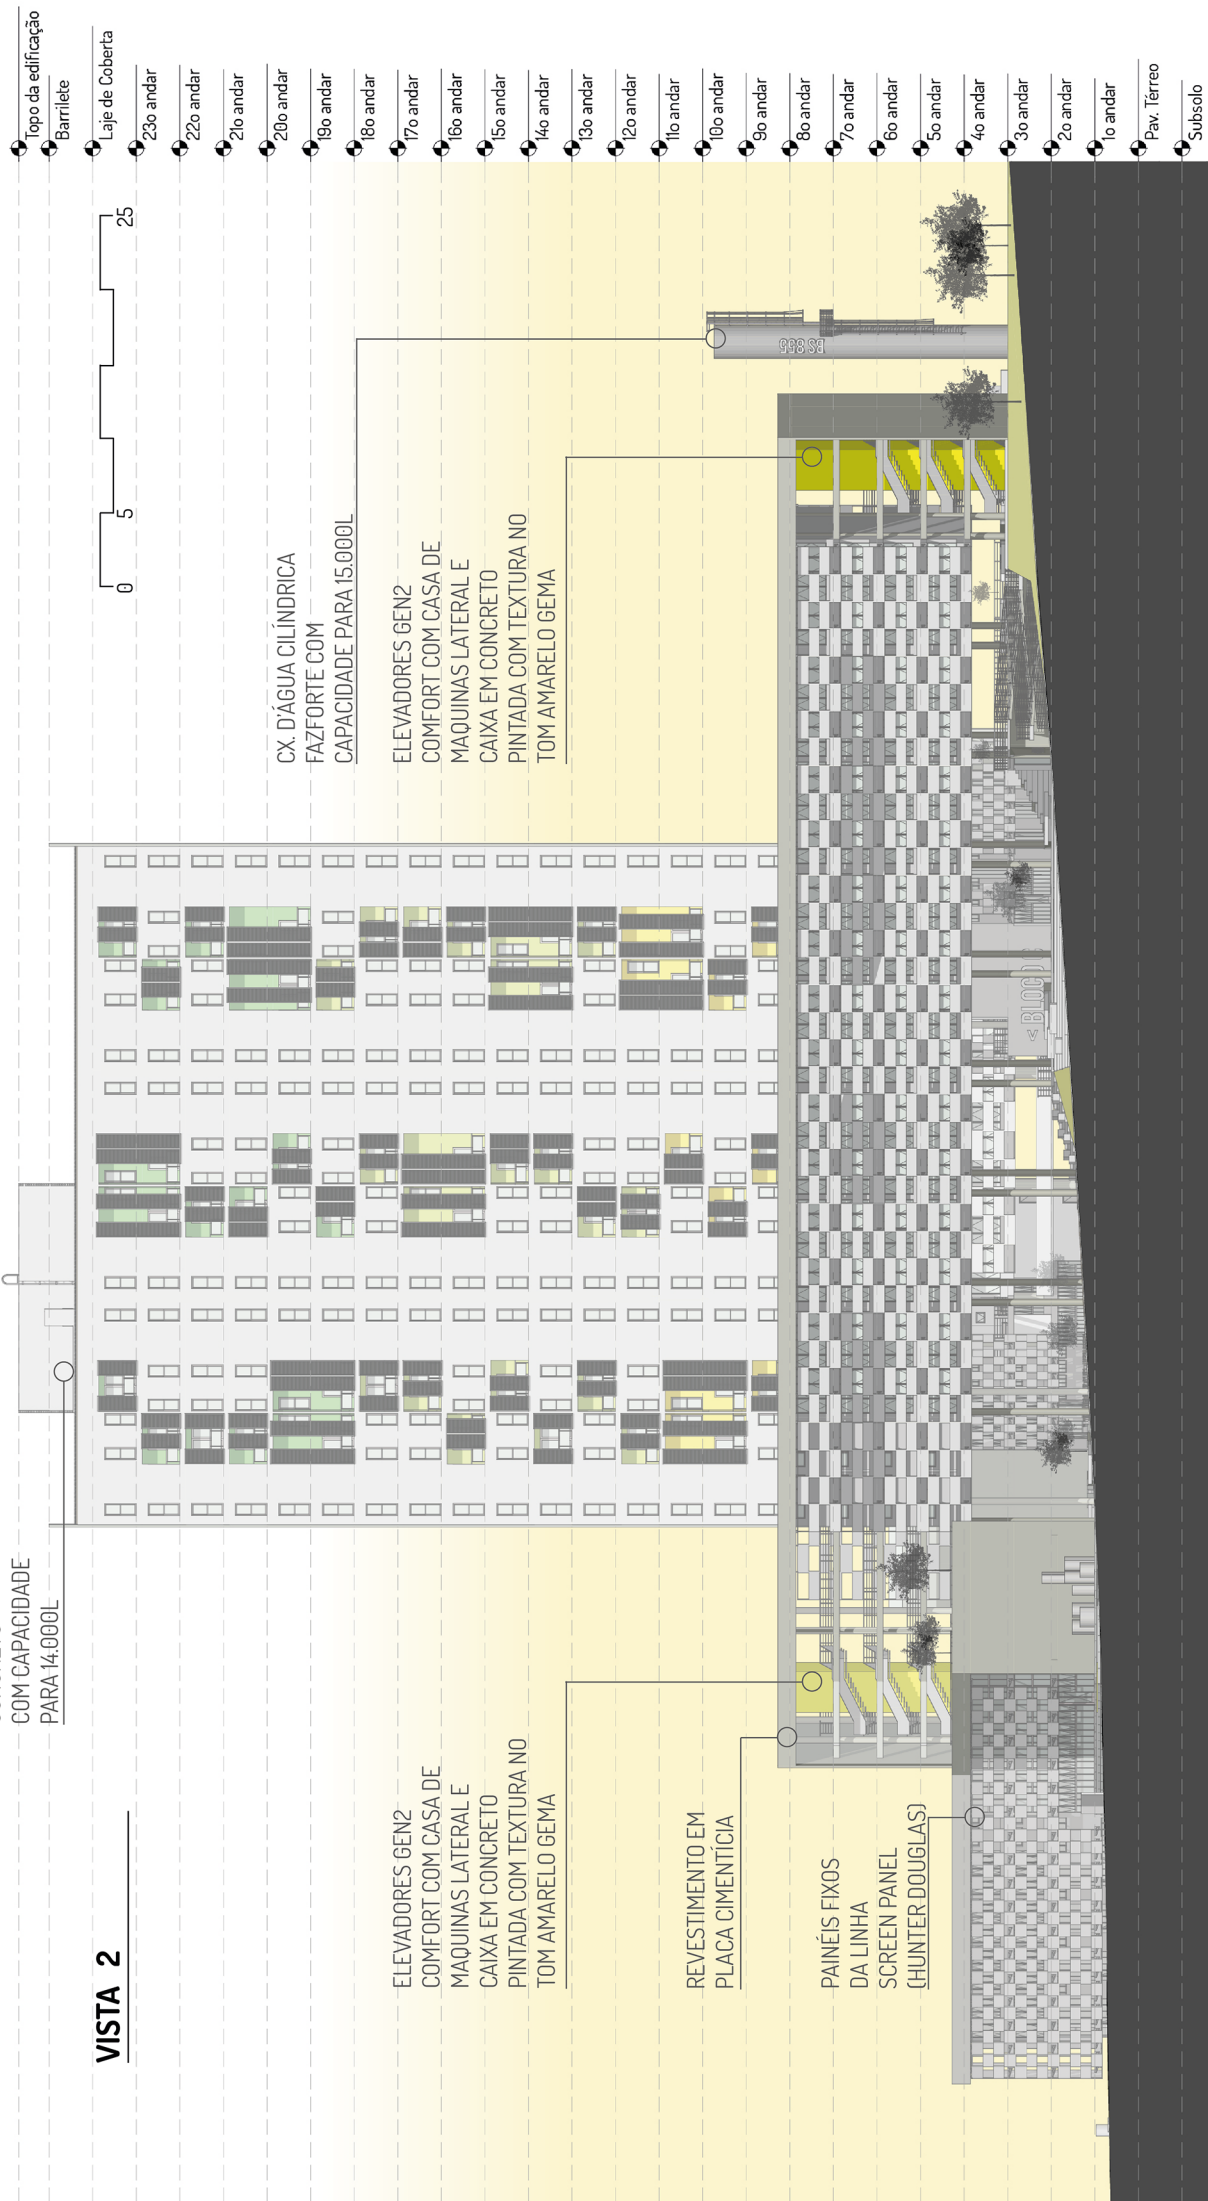 COM CAPACIDADE
PARA 14.000L
VISTA 2
ELEVADORES GEN2
COMFORT COM CASA DE
MAQUINAS LATERAL E
CAIXA EM CONCRETO
PINTADA COM TEXTURA NO
TOM AMARELO GEMA
REVESTIMENTO EM
PLACA CIMENTÍCIA
PAINÉIS FIXOS
DA LINHA
SCREEN PANEL
(HUNTER DOUGLAS)
CX. D'ÁGUA CILÍNDRICA
FAZFORTE COM
CAPACIDADE PARA 15.000L
ELEVADORES GEN2
COMFORT COM CASA DE
MAQUINAS LATERAL E
CAIXA EM CONCRETO
PINTADA COM TEXTURA NO
TOM AMARELO GEMA
0 5 25
BS 855
< BLOCO
Topo da edificação
Barrilete
Laje de Coberta
23o andar
22o andar
21o andar
20o andar
19o andar
18o andar
17o andar
16o andar
15o andar
14o andar
13o andar
12o andar
11o andar
10o andar
9o andar
8o andar
7o andar
6o andar
5o andar
4o andar
3o andar
2o andar
1o andar
Pav. Térreo
Subsolo